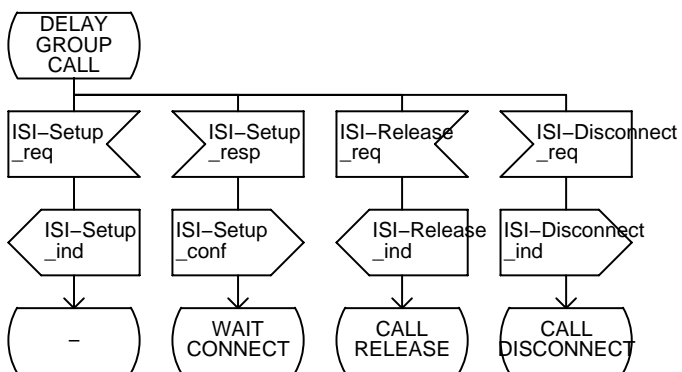 DELAY
GROUP
CALL
ISI–Setup
_req
ISI–Setup
_resp
ISI–Release
_req
ISI–Disconnect
_req
ISI–Setup
_ind
ISI–Setup
_conf
ISI–Release
_ind
ISI–Disconnect
_ind
–
WAIT
CONNECT
CALL
RELEASE
CALL
DISCONNECT